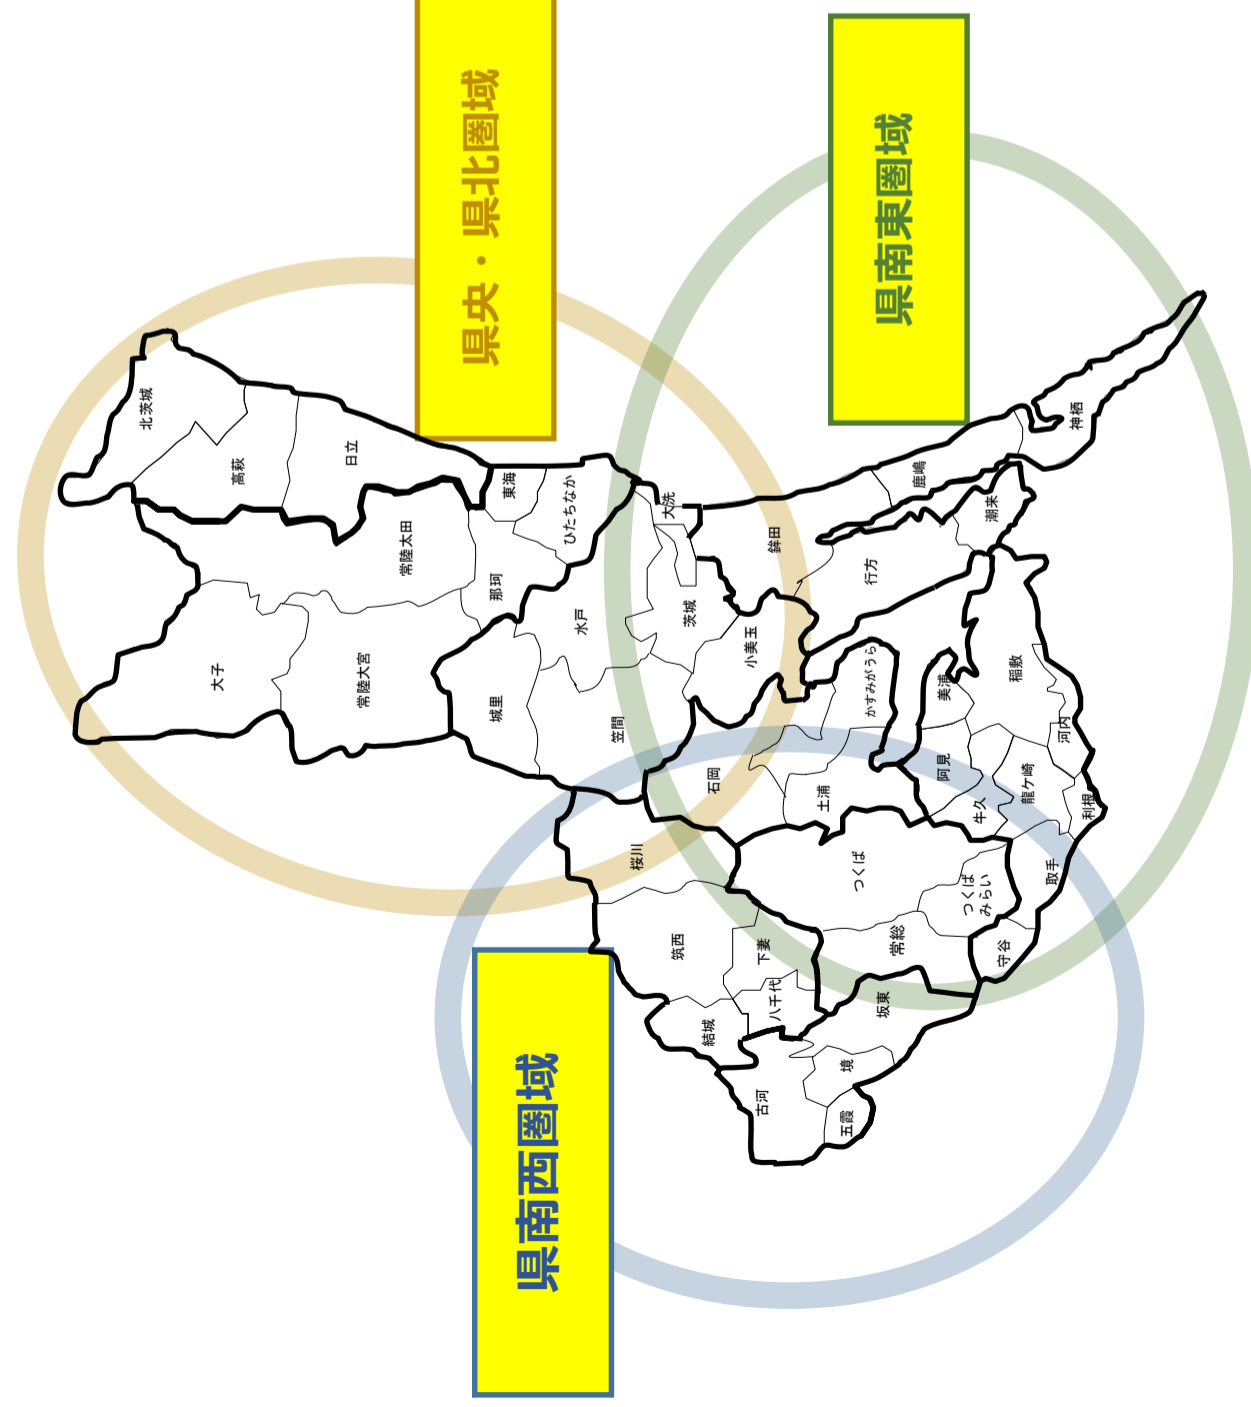 県央・県北圏域
県南東圏域
県南西圏域
北茨城
高萩
日立
大子
常陸太田
常陸大宮
東海
那珂
ひたちなか
城里
水戸
笠間
大洗
茨城
小美玉
鉾田
行方
鹿嶋
潮来
神栖
石岡
かすみがうら
土浦
美浦
阿見
稲敷
牛久
龍ケ崎
河内
利根
取手
守谷
つくば
つくば
みらい
常総
桜川
筑西
下妻
八千代
結城
古河
坂東
境
五霞